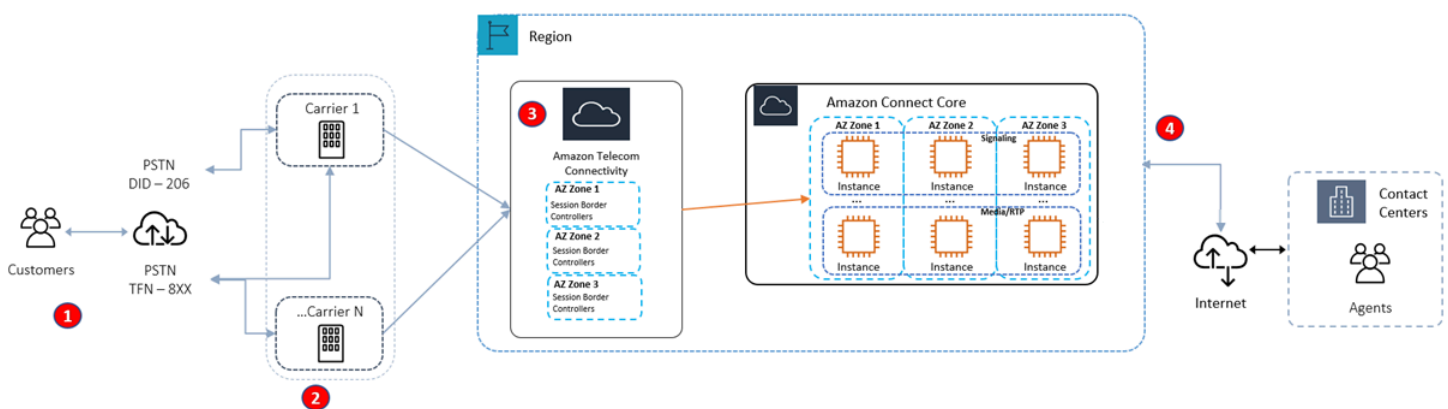 Customers
1
PSTN
DID – 206
PSTN
TFN – 8XX
Carrier 1
...Carrier N
2
Region
3
Amazon Telecom
Connectivity
AZ Zone 1
Session Border
Controllers
AZ Zone 2
Session Border
Controllers
AZ Zone 3
Session Border
Controllers
Amazon Connect Core
AZ Zone 1
AZ Zone 2
AZ Zone 3
Signaling
Instance
Instance
Instance
...
...
...
Media/RTP
Instance
Instance
Instance
4
Internet
Contact
Centers
Agents